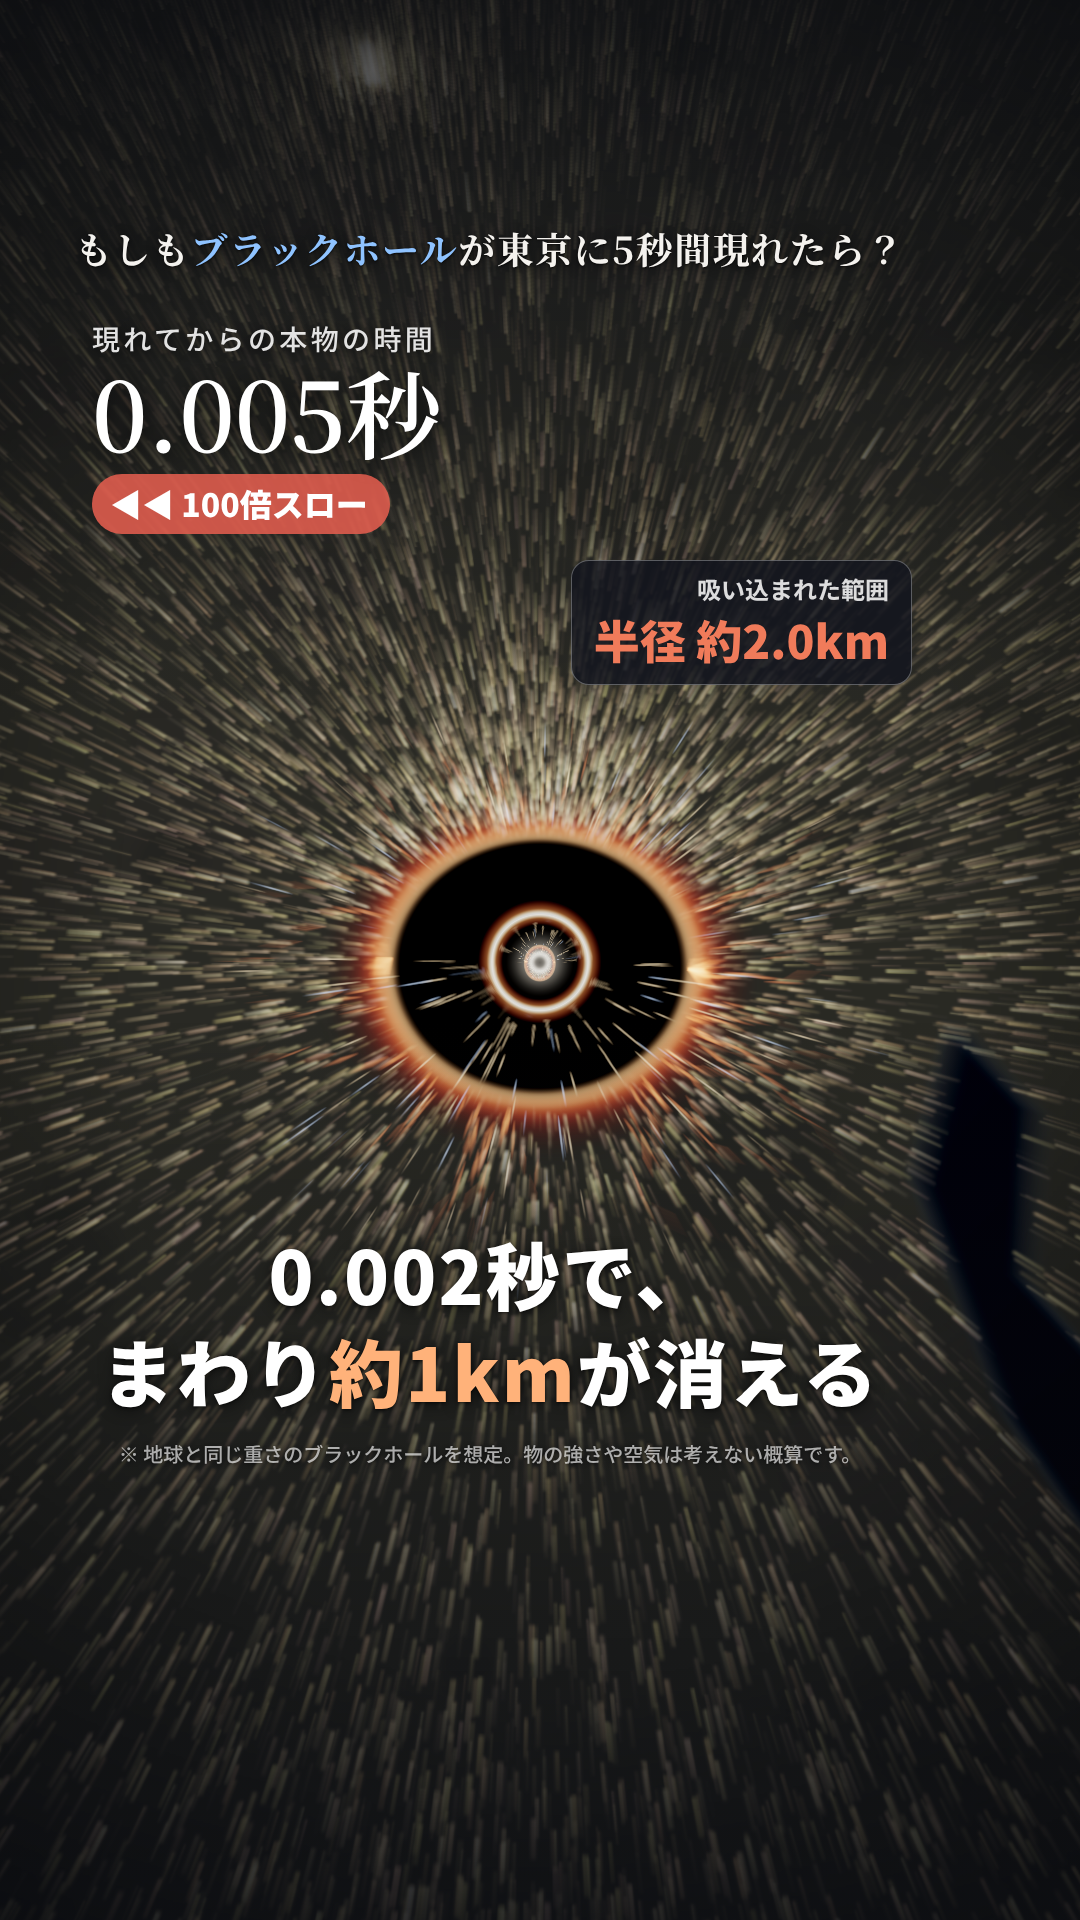 もしもブラックホールが東京に5秒間現れたら？
現れてからの本物の時間
0.005秒
◀◀ 100倍スロー
吸い込まれた範囲
半径 約2.0km
0.002秒で、
まわり約1kmが消える
※ 地球と同じ重さのブラックホールを想定。物の強さや空気は考えない概算です。